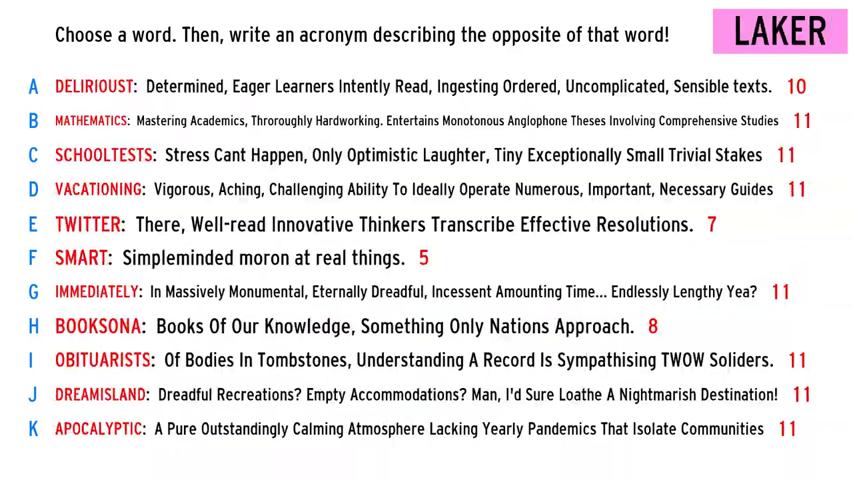 Choose a word. Then, write an acronym describing the opposite of that word!
LAKER
A DELIRIOUST: Determined, Eager Learners Intently Read, Ingesting Ordered, Uncomplicated, Sensible texts. 10
B MATHEMATICS: Mastering Academics, Throroughly Hardworking. Entertains Monotonous Anglophone Theses Involving Comprehensive Studies 11
C SCHOOLTESTS: Stress Cant Happen, Only Optimistic Laughter, Tiny Exceptionally Small Trivial Stakes 11
D VACATIONING: Vigorous, Aching, Challenging Ability To Ideally Operate Numerous, Important, Necessary Guides 11
E TWITTER: There, Well-read Innovative Thinkers Transcribe Effective Resolutions. 7
F SMART: Simpleminded moron at real things. 5
G IMMEDIATELY: In Massively Monumental, Eternally Dreadful, Incessent Amounting Time... Endlessly Lengthy Yea? 11
H BOOKSONA: Books Of Our Knowledge, Something Only Nations Approach. 8
I OBITUARISTS: Of Bodies In Tombstones, Understanding A Record Is Sympathising TWOW Soliders. 11
J DREAMISLAND: Dreadful Recreations? Empty Accommodations? Man, I'd Sure Loathe A Nightmarish Destination! 11
K APOCALYPTIC: A Pure Outstandingly Calming Atmosphere Lacking Yearly Pandemics That Isolate Communities 11